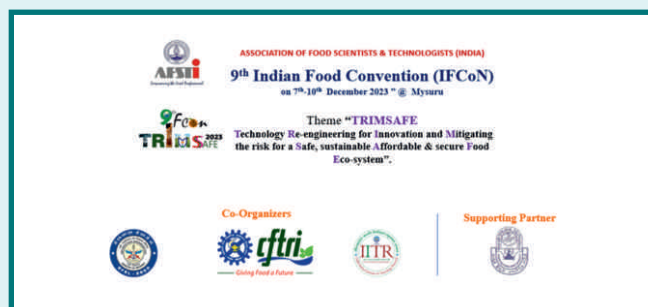 ASSOCIATION OF FOOD SCIENTISTS & TECHNOLOGISTS (INDIA)
AFSTi
9th Indian Food Convention (IFCoN)
on 7th-10th December 2023 " @ Mysuru
Theme “TRIMSAFE
Technology Re-engineering for Innovation and Mitigating
the risk for a Safe, sustainable Affordable & secure Food
Eco-system”.
9 Fcon
TRIMSAFE 2023
Co-Organizers
Supporting Partner
cftri
Giving Food a Future
IITR